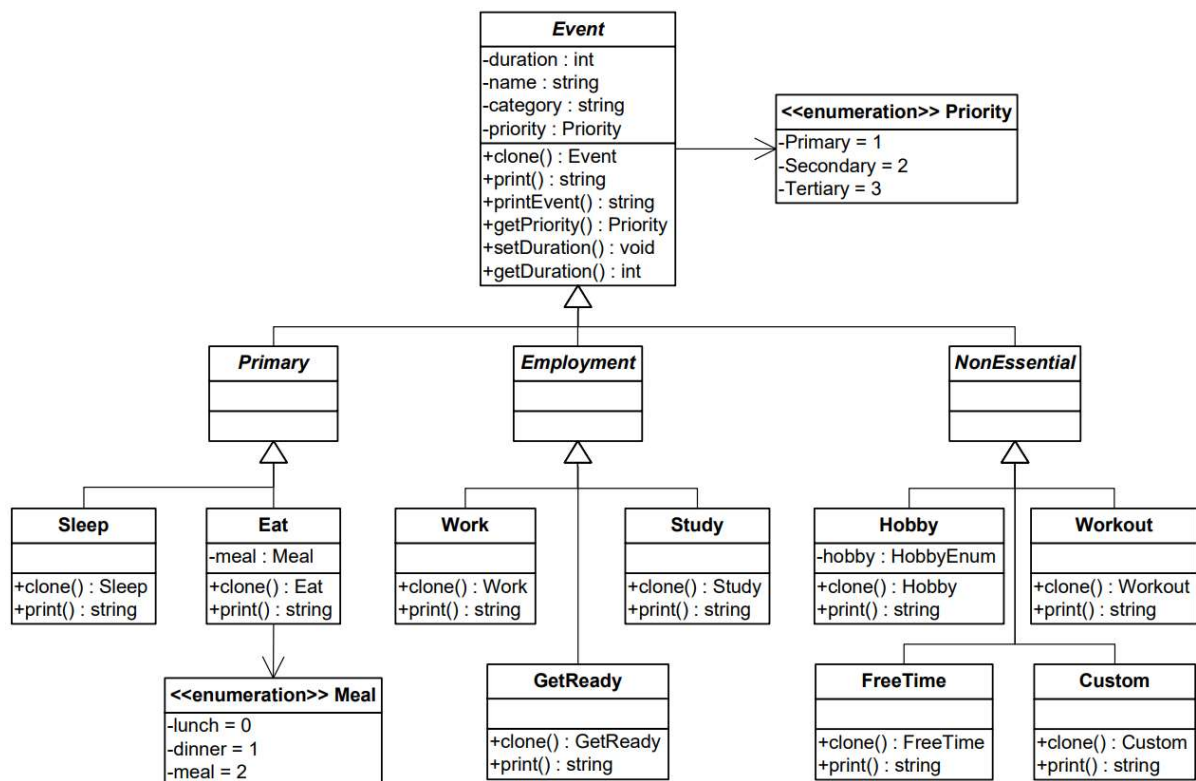 Event
-duration : int
-name : string
-category : string
-priority : Priority
+clone() : Event
+print() : string
+printEvent() : string
+getPriority() : Priority
+setDuration() : void
+getDuration() : int
<<enumeration>> Priority
-Primary = 1
-Secondary = 2
-Tertiary = 3
Primary
Employment
NonEssential
Sleep
+clone() : Sleep
+print() : string
Eat
-meal : Meal
+clone() : Eat
+print() : string
Work
+clone() : Work
+print() : string
Study
+clone() : Study
+print() : string
Hobby
-hobby : HobbyEnum
+clone() : Hobby
+print() : string
Workout
+clone() : Workout
+print() : string
<<enumeration>> Meal
-lunch = 0
-dinner = 1
-meal = 2
GetReady
+clone() : GetReady
+print() : string
FreeTime
+clone() : FreeTime
+print() : string
Custom
+clone() : Custom
+print() : string